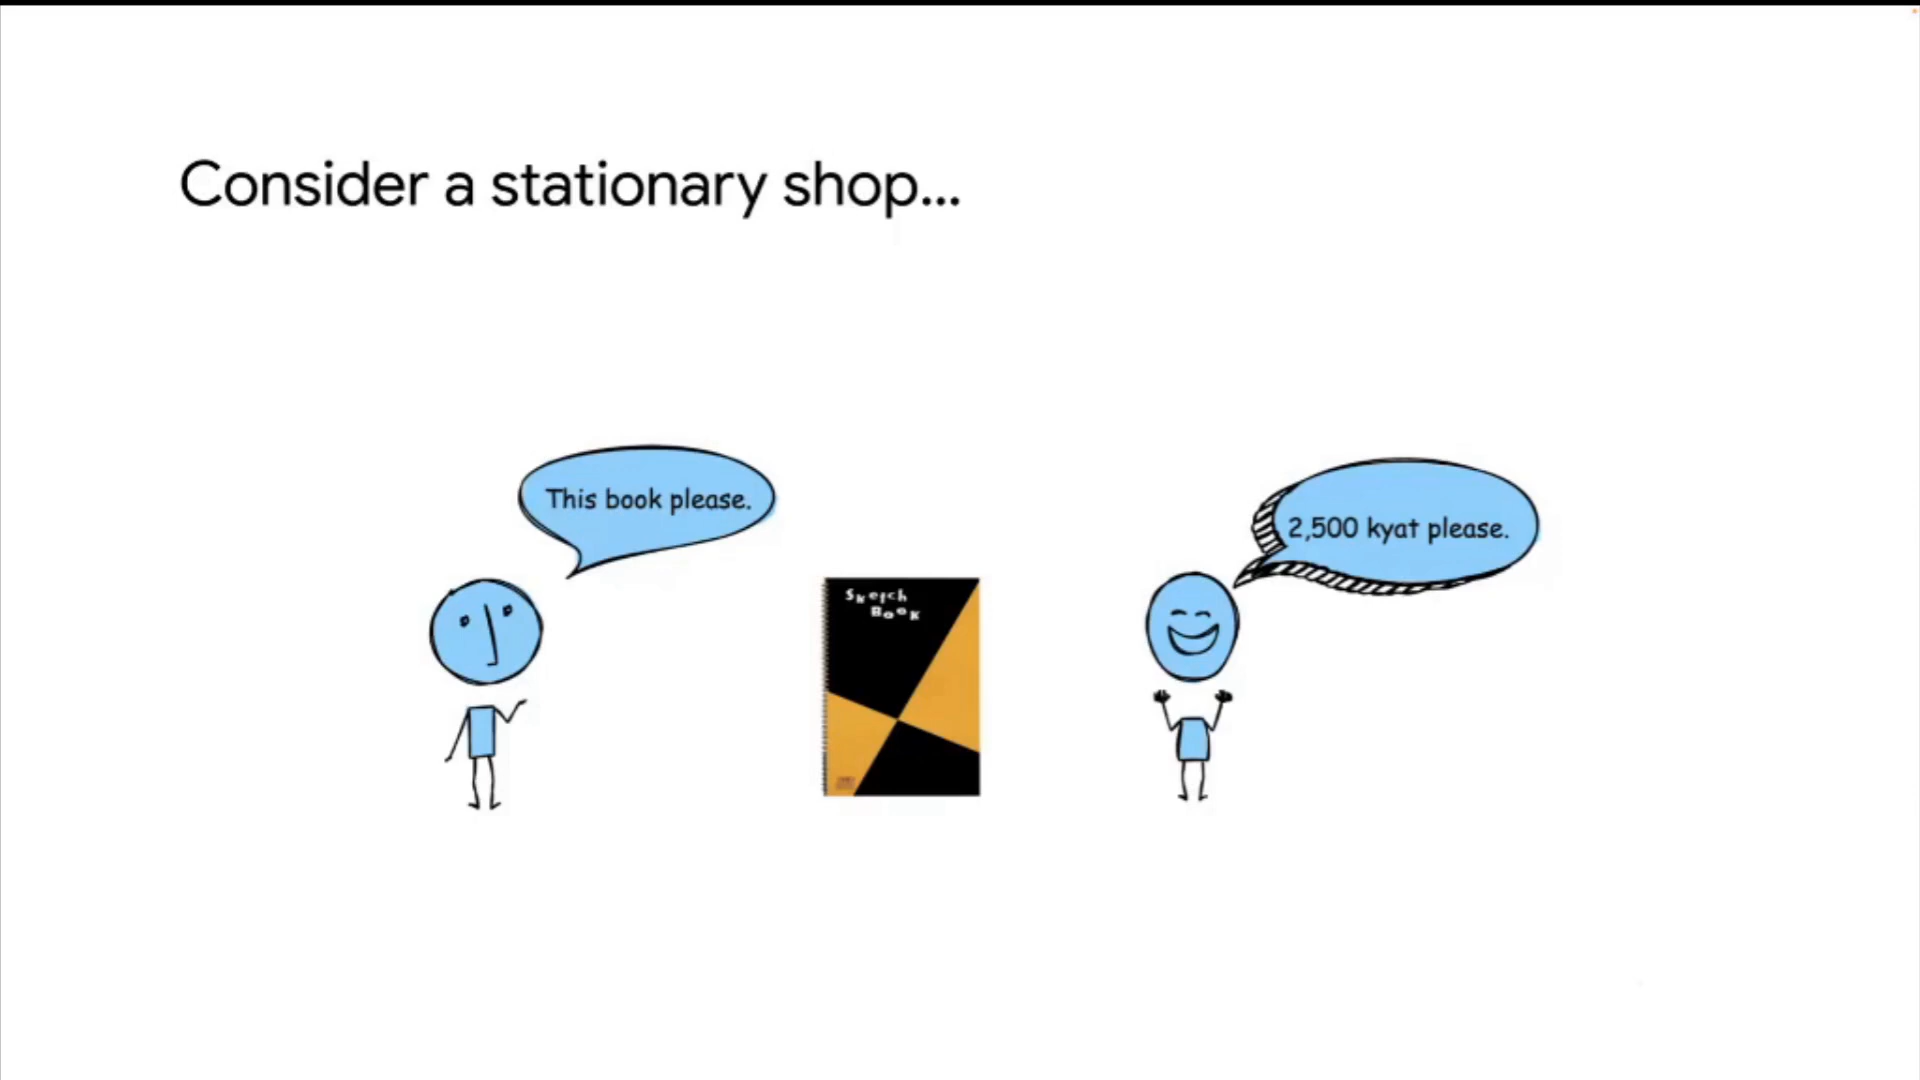 Consider a stationary shop...
This book please.
2,500 kyat please.
Sketch
Book